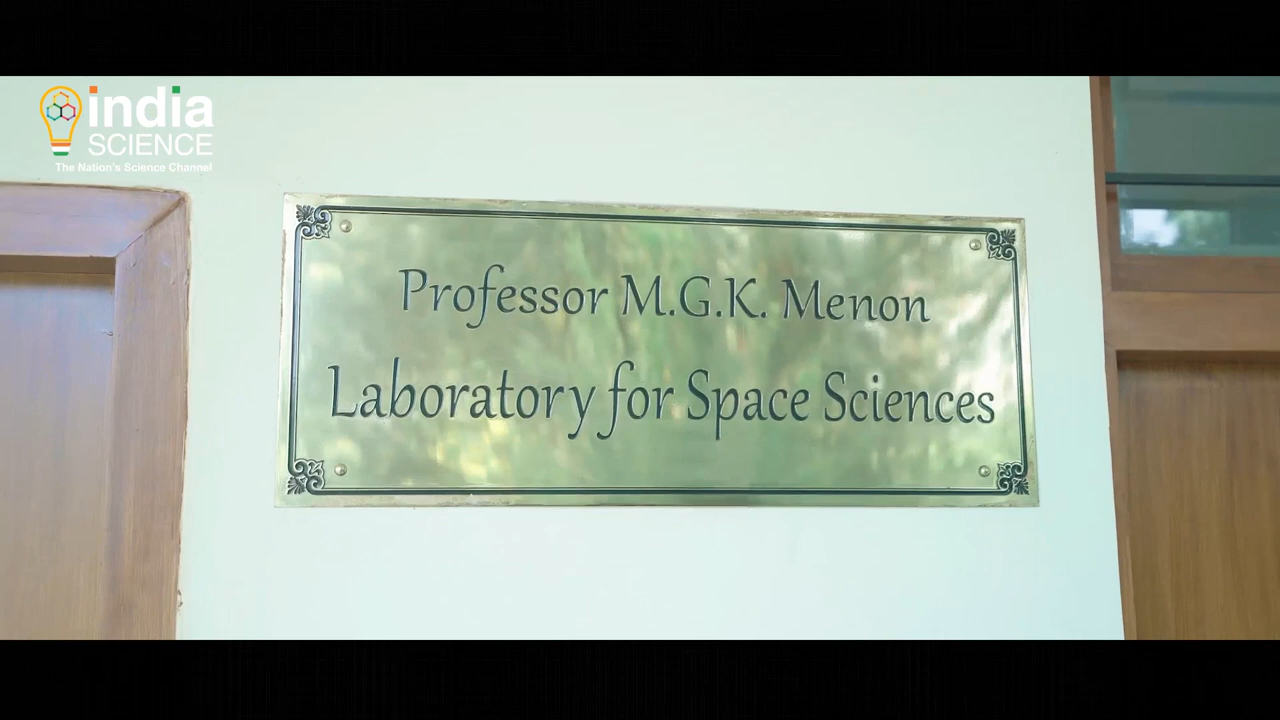 india
SCIENCE
The Nation's Science Channel
Professor M.G.K. Menon
Laboratory for Space Sciences